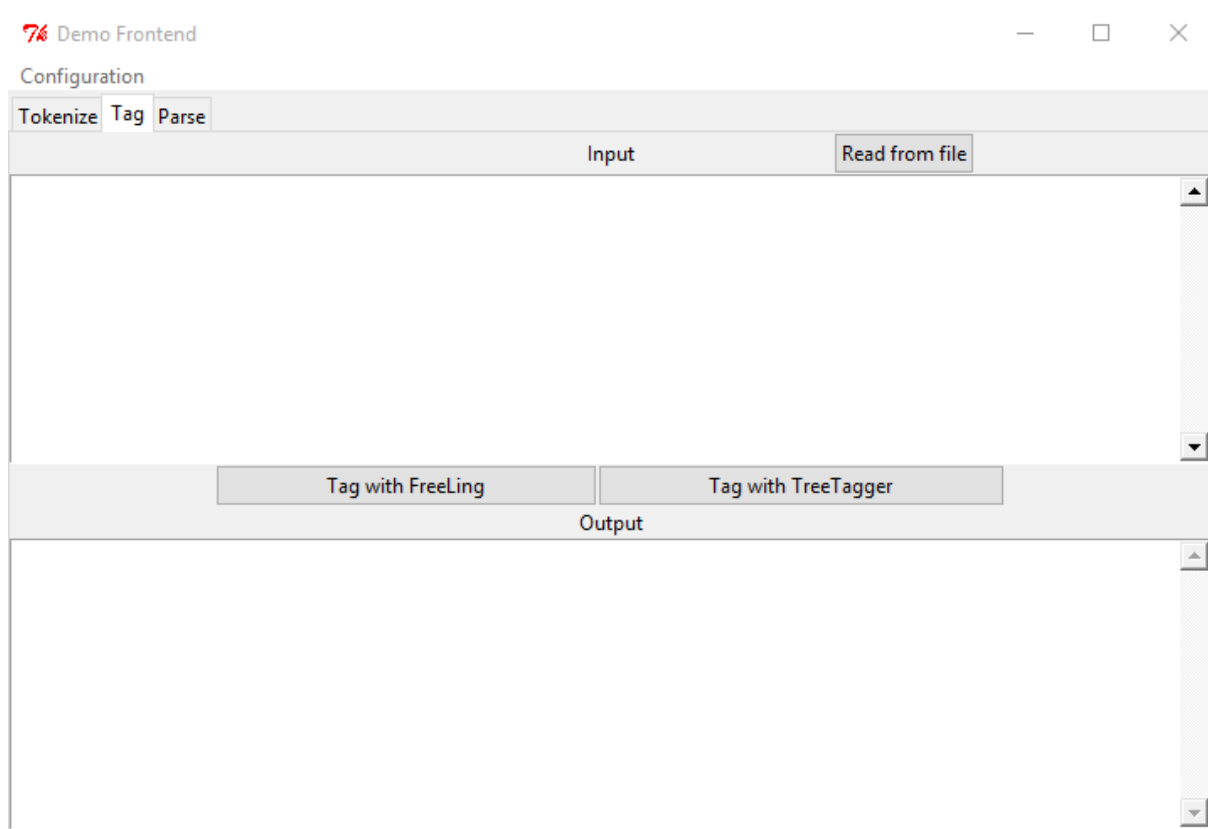 Demo Frontend
Configuration
Tokenize Tag Parse
Input Read from file
Tag with FreeLing Tag with TreeTagger
Output